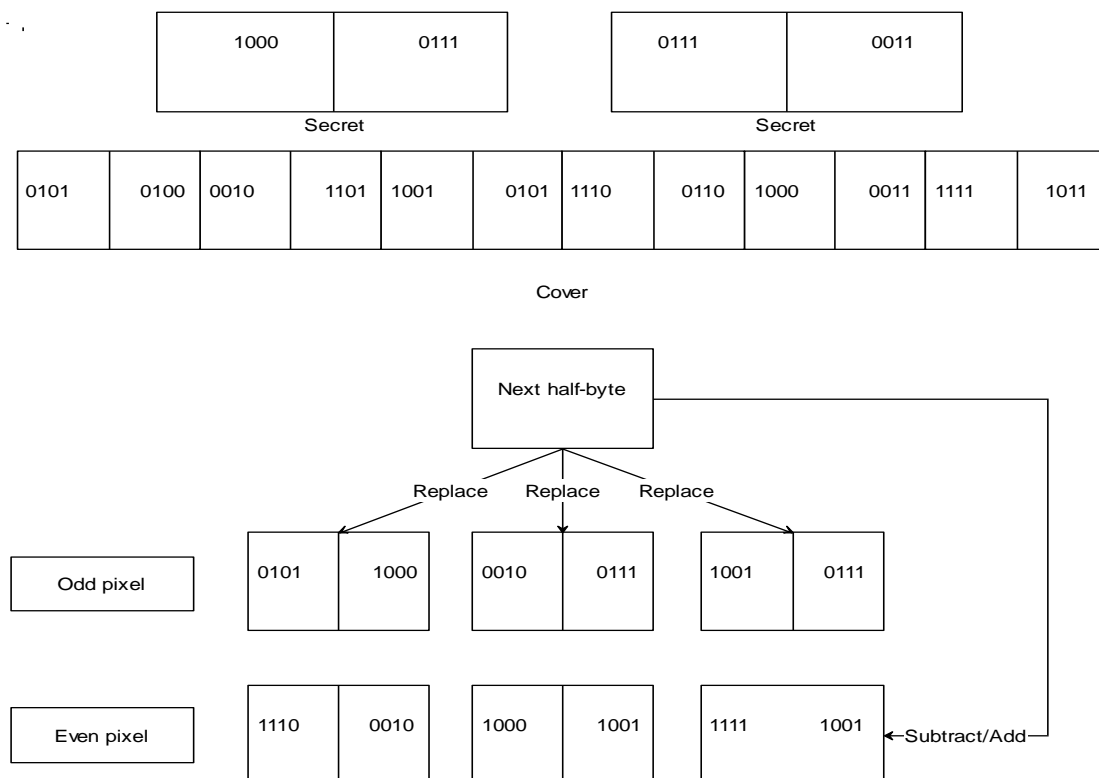 1000 0111 0111 0011
Secret Secret
0101 0100 0010 1101 1001 0101 1110 0110 1000 0011 1111 1011
Cover
Next half-byte
Replace Replace Replace
Odd pixel 0101 1000 0010 0111 1001 0111
Even pixel 1110 0010 1000 1001 1111 1001 Subtract/Add